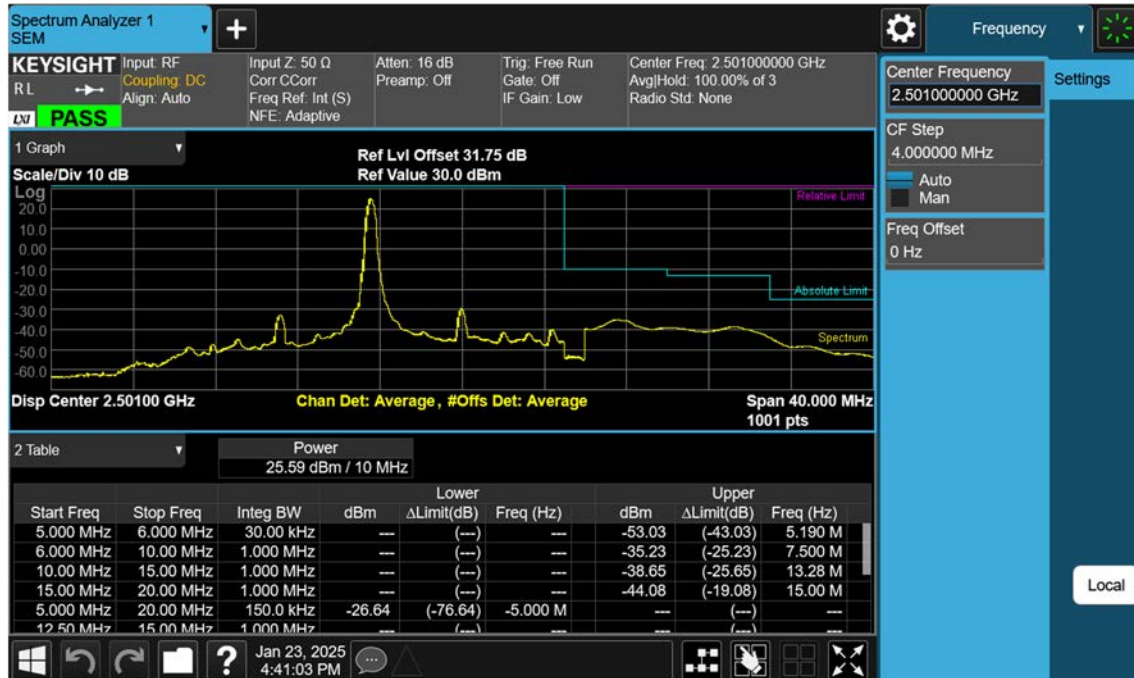 Spectrum Analyzer 1
SEM
+
Frequency
KEYSIGHT
RL
LXI
PASS
Input: RF
Coupling: DC
Align: Auto
Input Z: 50 Ω
Corr CCorr
Freq Ref: Int (S)
NFE: Adaptive
Atten: 16 dB
Preamp: Off
Trig: Free Run
Gate: Off
IF Gain: Low
Center Freq: 2.501000000 GHz
Avg|Hold: 100.00% of 3
Radio Std: None
Center Frequency
2.501000000 GHz
Settings
CF Step
4.000000 MHz
Auto
Man
Freq Offset
0 Hz
1 Graph
Scale/Div 10 dB
Ref Lvl Offset 31.75 dB
Ref Value 30.0 dBm
Log
20.0
10.0
0.00
-10.0
-20.0
-30.0
-40.0
-50.0
-60.0
Relative Limit
Absolute Limit
Spectrum
Disp Center 2.50100 GHz
Chan Det: Average, #Offs Det: Average
Span 40.000 MHz
1001 pts
2 Table
Power
25.59 dBm / 10 MHz
Lower Upper
Start Freq Stop Freq Integ BW dBm ΔLimit(dB) Freq (Hz) dBm ΔLimit(dB) Freq (Hz)
5.000 MHz 6.000 MHz 30.00 kHz --- (---) --- -53.03 (-43.03) 5.190 M
6.000 MHz 10.00 MHz 1.000 MHz --- (---) --- -35.23 (-25.23) 7.500 M
10.00 MHz 15.00 MHz 1.000 MHz --- (---) --- -38.65 (-25.65) 13.28 M
15.00 MHz 20.00 MHz 1.000 MHz --- (---) --- -44.08 (-19.08) 15.00 M
5.000 MHz 20.00 MHz 150.0 kHz -26.64 (-76.64) -5.000 M --- (---) ---
12.50 MHz 15.00 MHz 1.000 MHz --- (---) --- --- (---) ---
Local
?
Jan 23, 2025
4:41:03 PM